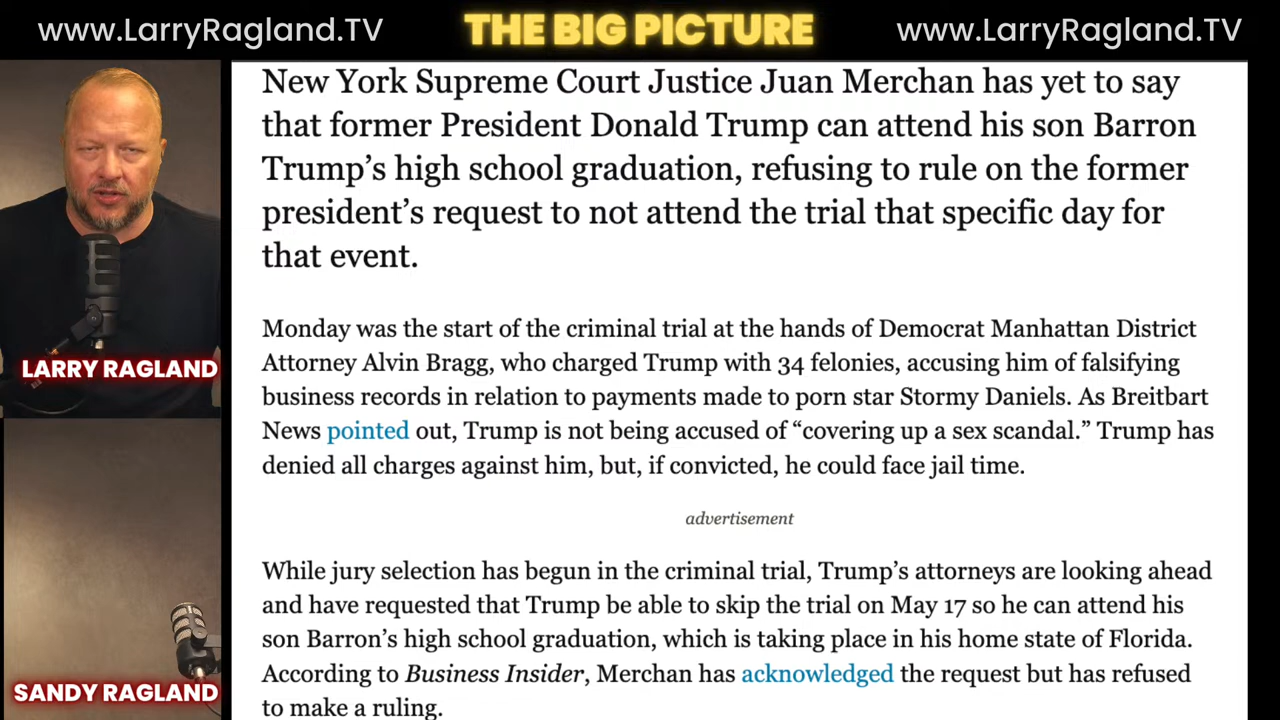 www.LarryRagland.TV
THE BIG PICTURE
www.LarryRagland.TV
New York Supreme Court Justice Juan Merchan has yet to say
that former President Donald Trump can attend his son Barron
Trump’s high school graduation, refusing to rule on the former
president’s request to not attend the trial that specific day for
that event.
Monday was the start of the criminal trial at the hands of Democrat Manhattan District
Attorney Alvin Bragg, who charged Trump with 34 felonies, accusing him of falsifying
business records in relation to payments made to porn star Stormy Daniels. As Breitbart
News pointed out, Trump is not being accused of “covering up a sex scandal.” Trump has
denied all charges against him, but, if convicted, he could face jail time.
advertisement
While jury selection has begun in the criminal trial, Trump’s attorneys are looking ahead
and have requested that Trump be able to skip the trial on May 17 so he can attend his
son Barron’s high school graduation, which is taking place in his home state of Florida.
According to Business Insider, Merchan has acknowledged the request but has refused
to make a ruling.
LARRY RAGLAND
SANDY RAGLAND